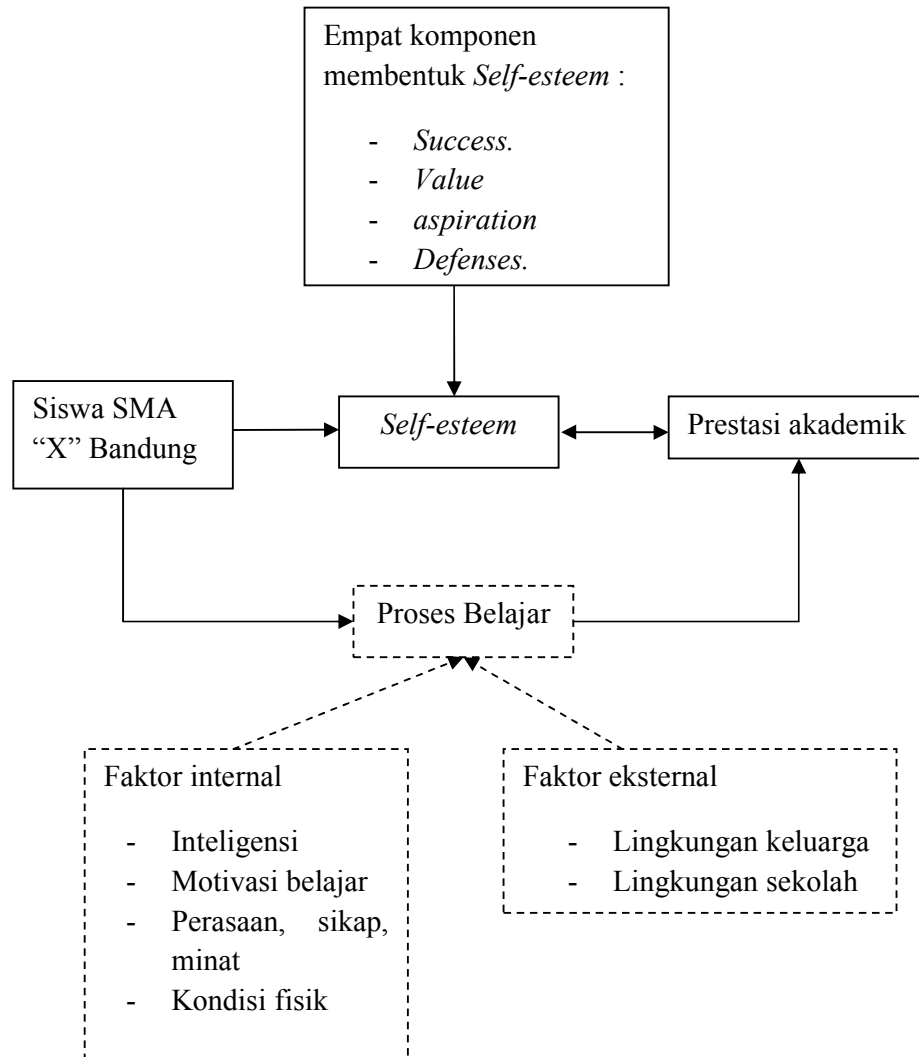 Empat komponen
membentuk Self-esteem :
- Success.
- Value
- aspiration
- Defenses.
Siswa SMA
“X” Bandung
Self-esteem
Prestasi akademik
Proses Belajar
Faktor internal
- Inteligensi
- Motivasi belajar
- Perasaan, sikap,
minat
- Kondisi fisik
Faktor eksternal
- Lingkungan keluarga
- Lingkungan sekolah